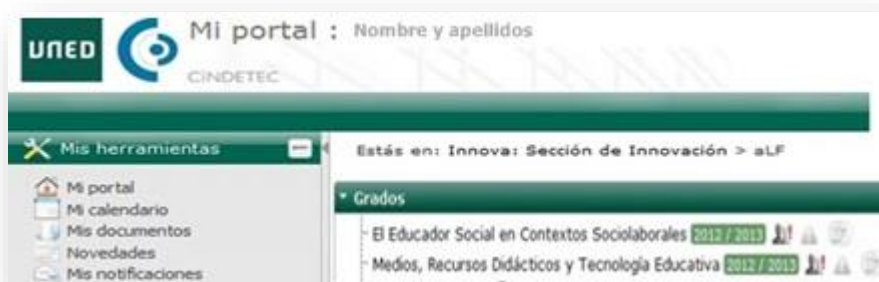 UNED
Mi portal : Nombre y apellidos
CiNDETEC
Mis herramientas
Estás en: Innova: Sección de Innovación > aLF
Mi portal
Mi calendario
Mis documentos
Novedades
Mis notificaciones
Grados
El Educador Social en Contextos Sociolaborales 2012 / 2013
Medios, Recursos Didácticos y Tecnología Educativa 2012 / 2013